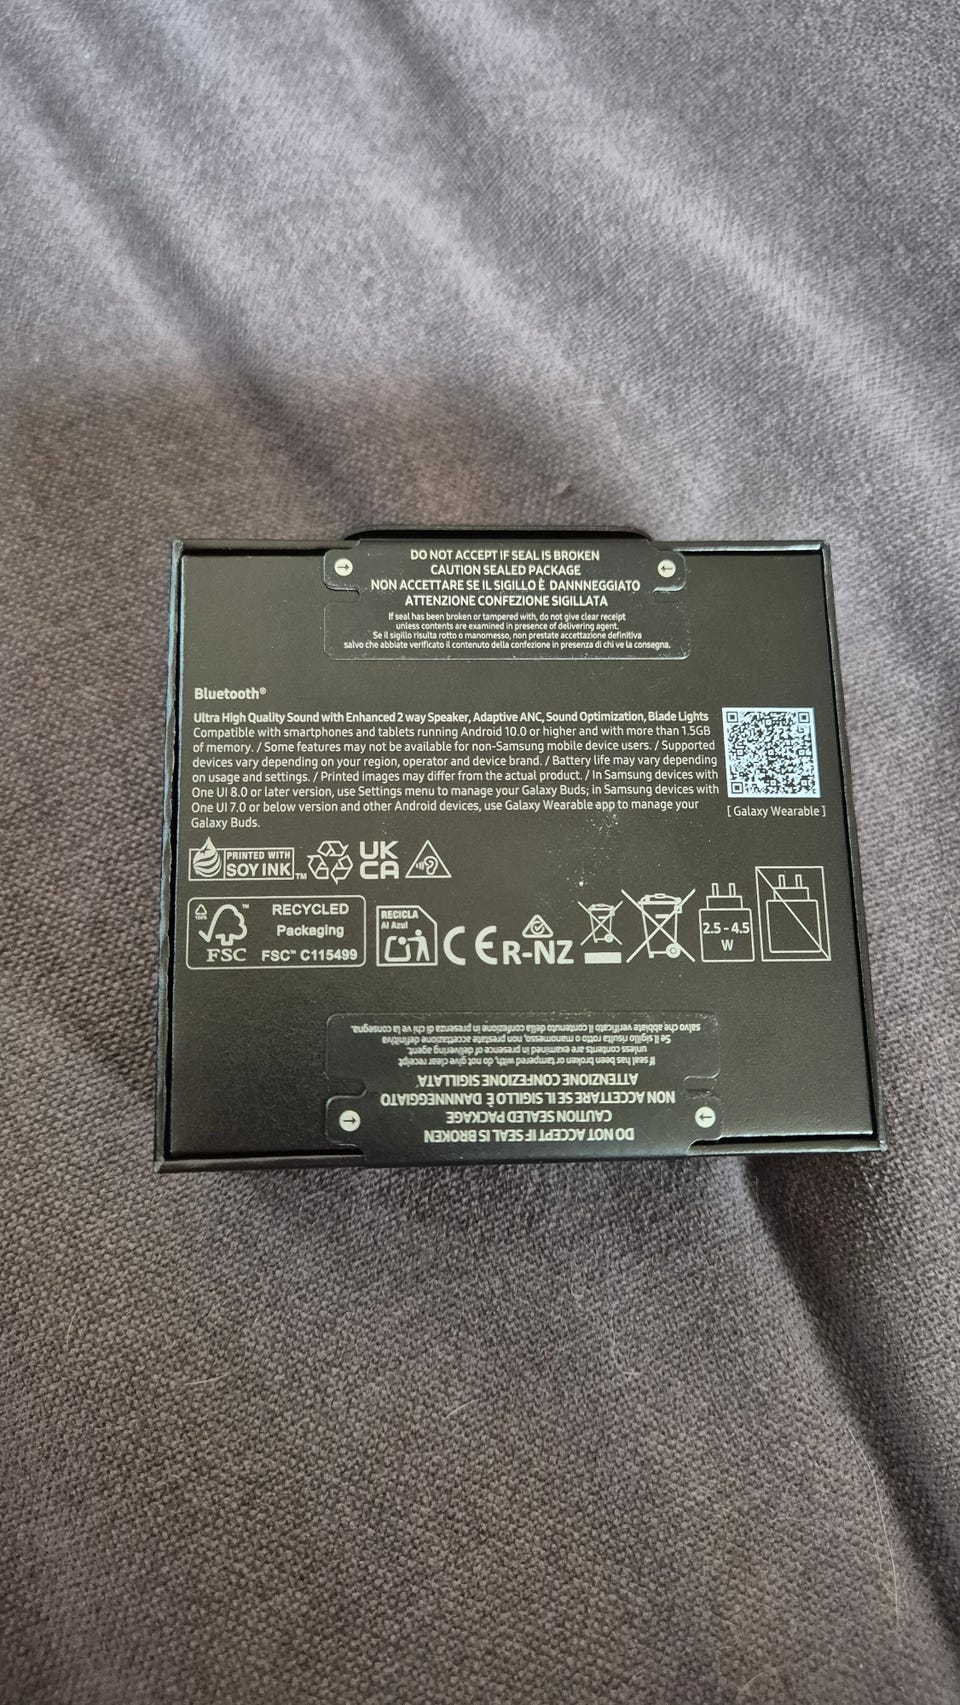 DO NOT ACCEPT IF SEAL IS BROKEN
CAUTION SEALED PACKAGE
NON ACCETTARE SE IL SIGILLO È DANNNEGGIATO
ATTENZIONE CONFEZIONE SIGILLATA
If seal has been broken or tampered with, do not give clear receipt
unless contents are examined in presence of delivering agent.
Se il sigillo risulta rotto o manomesso, non prestate accettazione definitiva
salvo che abbiate verificato il contenuto della confezione in presenza di chi ve la consegna.
Bluetooth®
Ultra High Quality Sound with Enhanced 2 way Speaker, Adaptive ANC, Sound Optimization, Blade Lights
Compatible with smartphones and tablets running Android 10.0 or higher and with more than 1.5GB
of memory. / Some features may not be available for non-Samsung mobile device users. / Supported
devices vary depending on your region, operator and device brand. / Battery life may vary depending
on usage and settings. / Printed images may differ from the actual product. / In Samsung devices with
One UI 8.0 or later version, use Settings menu to manage your Galaxy Buds; in Samsung devices with
One UI 7.0 or below version and other Android devices, use Galaxy Wearable app to manage your
Galaxy Buds.
[ Galaxy Wearable ]
PRINTED WITH
SOY INK™
UK
CA
100%
FSC™
RECYCLED
Packaging
FSC™ C115499
RECICLA
Al Azul
CE
R-NZ
2.5 - 4.5
W
DO NOT ACCEPT IF SEAL IS BROKEN
CAUTION SEALED PACKAGE
NON ACCETTARE SE IL SIGILLO È DANNNEGGIATO
ATTENZIONE CONFEZIONE SIGILLATA
If seal has been broken or tampered with, do not give clear receipt
unless contents are examined in presence of delivering agent.
Se il sigillo risulta rotto o manomesso, non prestate accettazione definitiva
salvo che abbiate verificato il contenuto della confezione in presenza di chi ve la consegna.